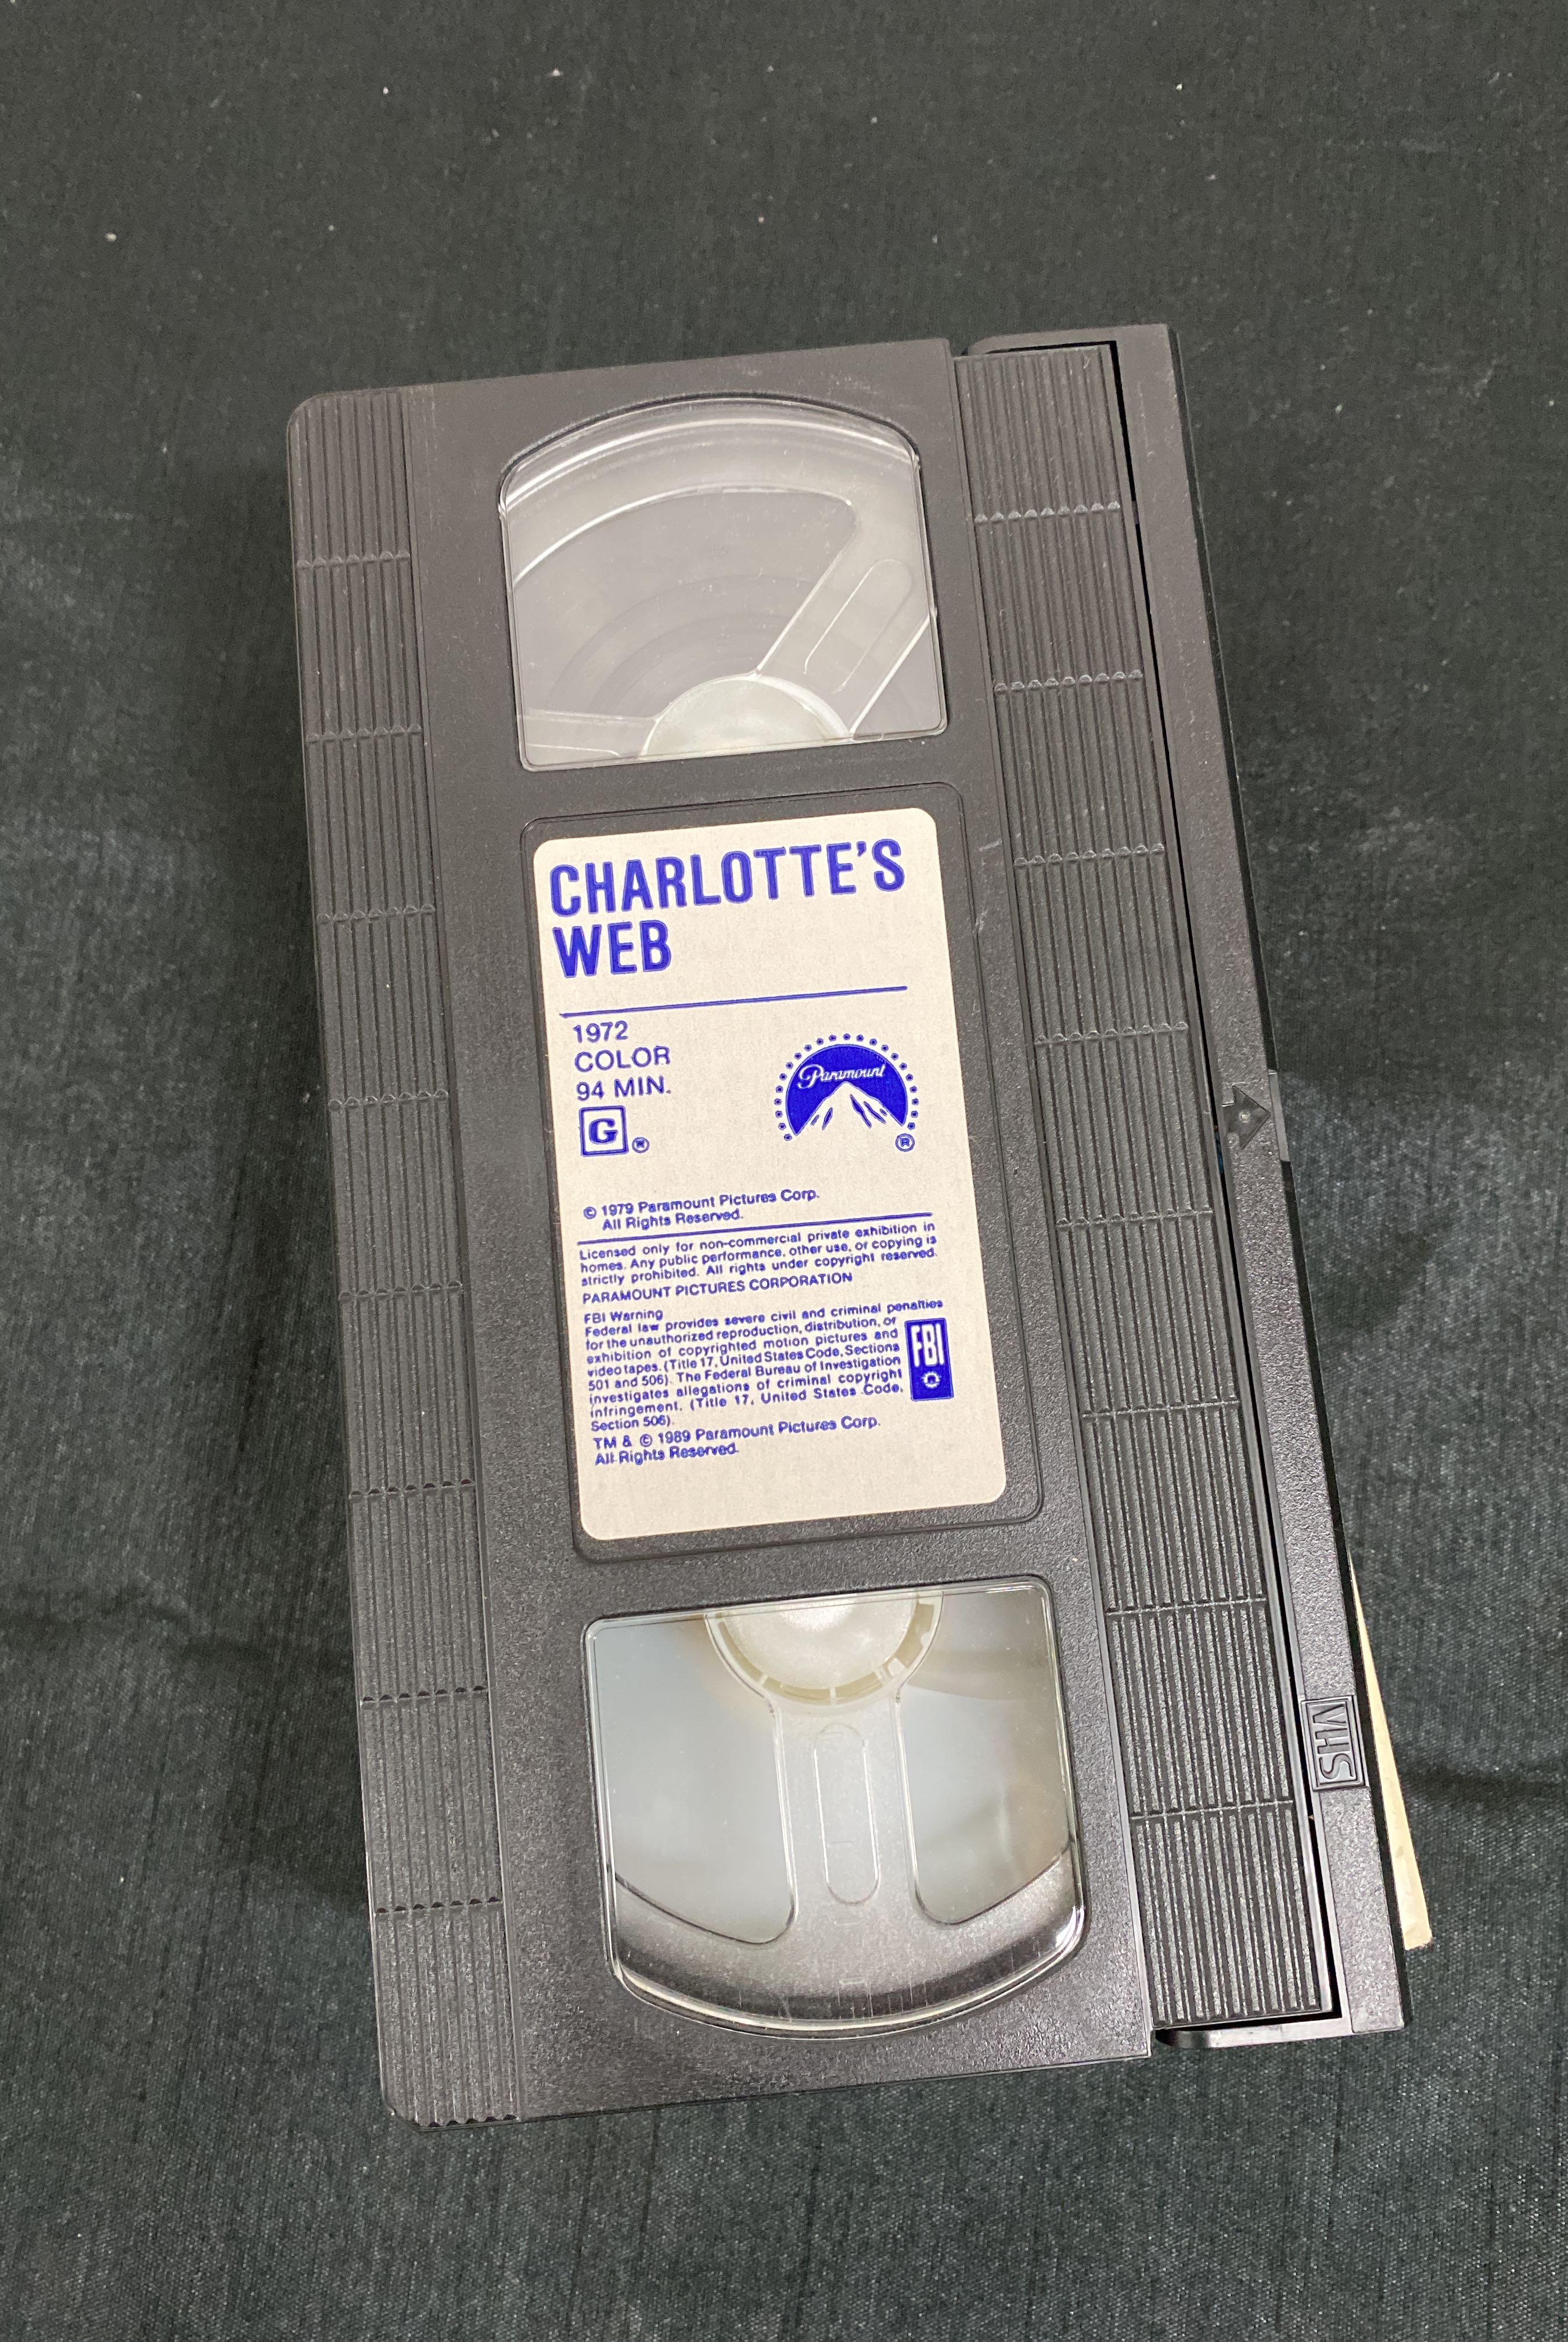 CHARLOTTE'S
WEB
1972
COLOR
94 MIN.
G ®
Paramount
®
© 1979 Paramount Pictures Corp.
All Rights Reserved.
Licensed only for non-commercial private exhibition in
homes. Any public performance, other use, or copying is
strictly prohibited. All rights under copyright reserved.
PARAMOUNT PICTURES CORPORATION
FBI Warning
Federal law provides severe civil and criminal penalties
for the unauthorized reproduction, distribution, or
exhibition of copyrighted motion pictures and
video tapes. (Title 17, United States Code, Sections
501 and 506). The Federal Bureau of Investigation
investigates allegations of criminal copyright
infringement. (Title 17, United States Code,
Section 506).
FBI
TM & © 1989 Paramount Pictures Corp.
All Rights Reserved.
VHS